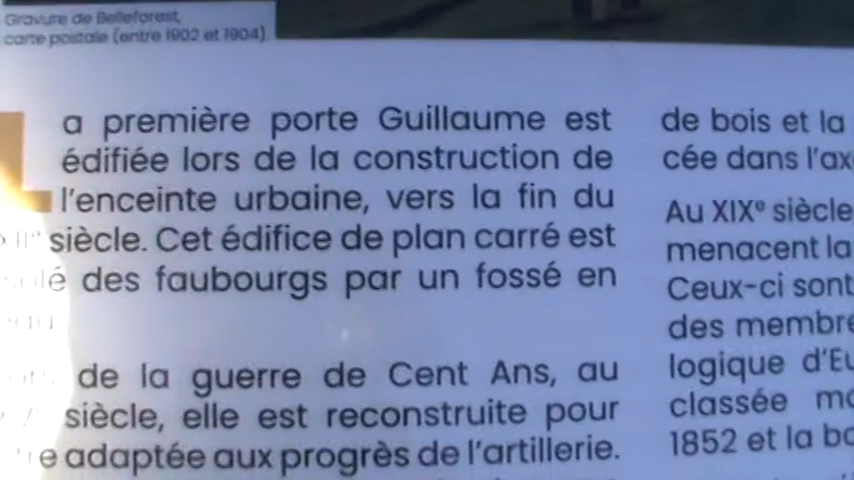 Gravure de Belleforest,
carte postale (entre 1902 et 1904)
La première porte Guillaume est
édifiée lors de la construction de
l'enceinte urbaine, vers la fin du
siècle. Cet édifice de plan carré est
des faubourgs par un fossé en
de la guerre de Cent Ans, au
siècle, elle est reconstruite pour
adaptée aux progrès de l'artillerie.
de bois et la
cée dans l'ax
Au XIXe siècle
menacent la
Ceux-ci sont
des membre
logique d'Eu
classée mo
1852 et la ba